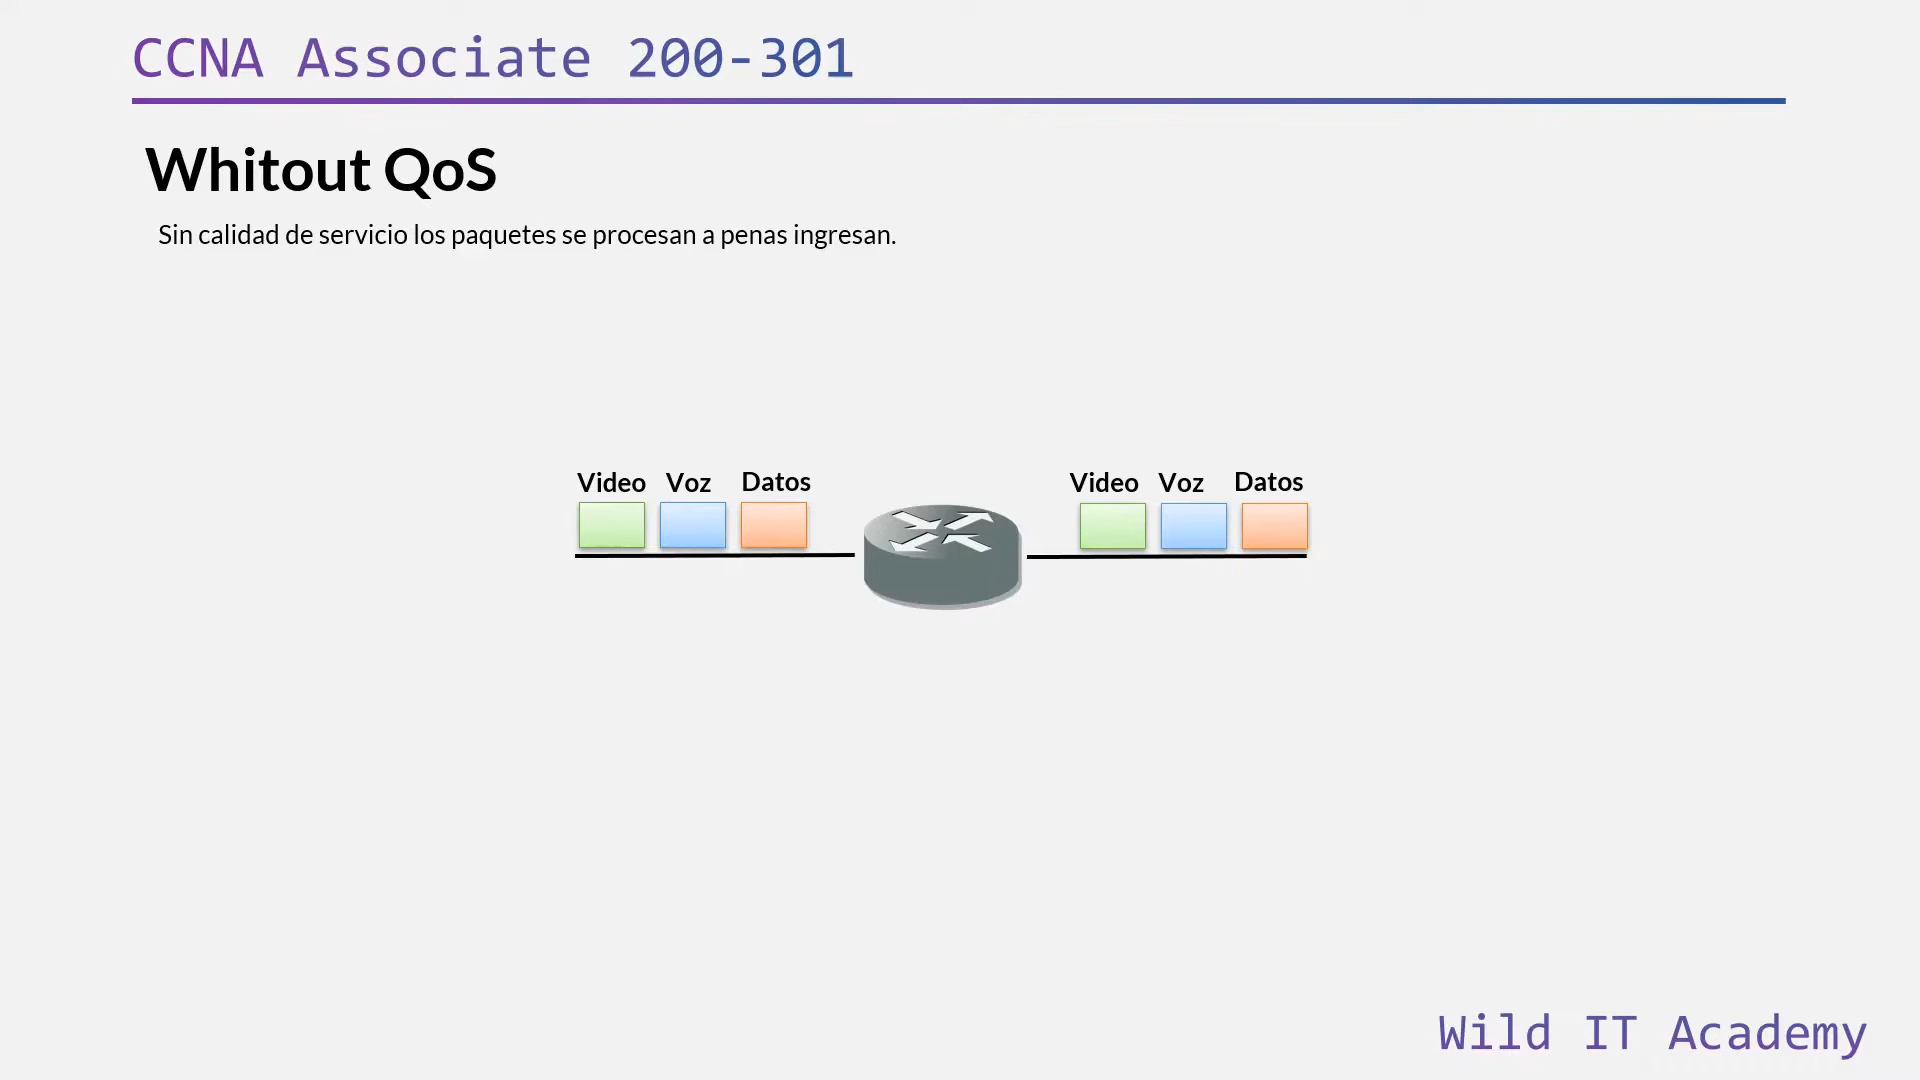 CCNA Associate 200-301
Whitout QoS
Sin calidad de servicio los paquetes se procesan a penas ingresan.
Video Voz Datos Video Voz Datos
Wild IT Academy